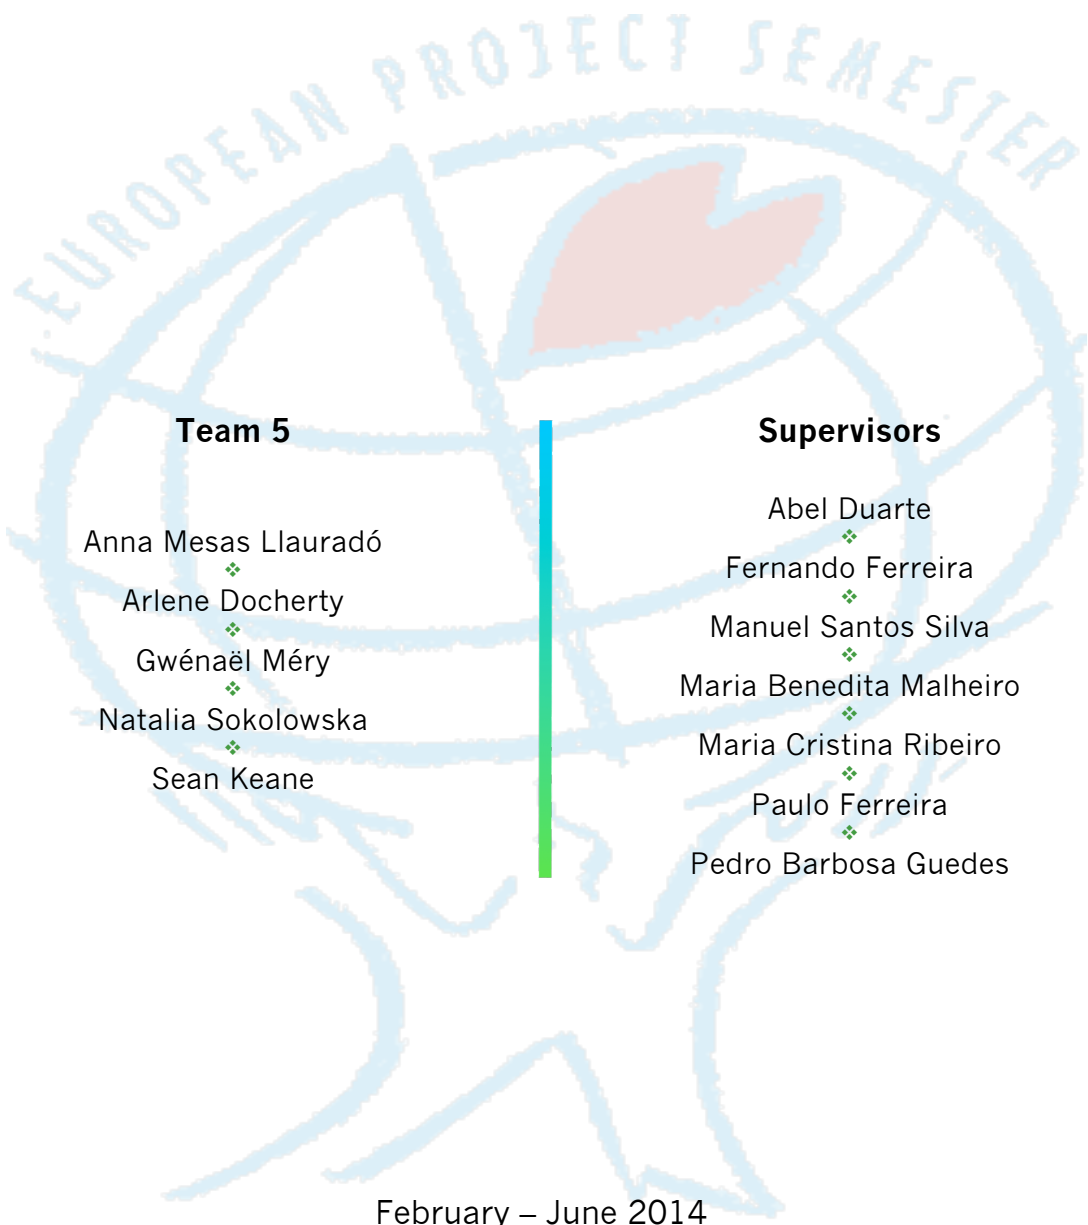 EUROPEAN PROJECT SEMESTER
Team 5
Anna Mesas Llauradó
Arlene Docherty
Gwénaël Méry
Natalia Sokolowska
Sean Keane
Supervisors
Abel Duarte
Fernando Ferreira
Manuel Santos Silva
Maria Benedita Malheiro
Maria Cristina Ribeiro
Paulo Ferreira
Pedro Barbosa Guedes
February – June 2014